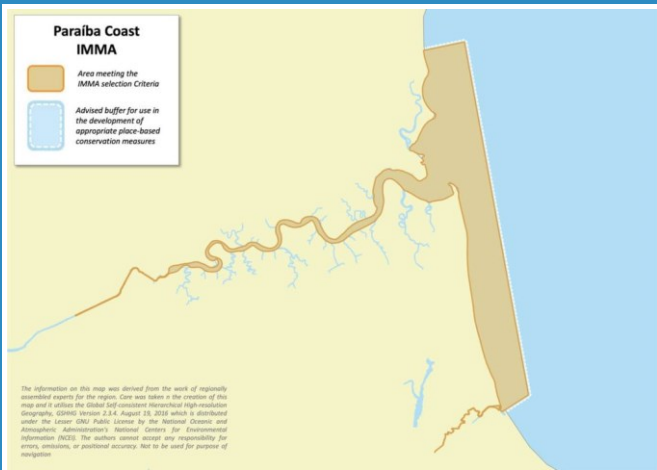 Paraíba Coast
IMMA
Area meeting the
IMMA selection Criteria
Advised buffer for use in
the development of
appropriate place-based
conservation measures
The information on this map was derived from the work of regionally
assembled experts for the region. Care was taken n the creation of this
map and it utilises the Global Self-consistent Hierarchical High-resolution
Geography, GSHHG Version 2.3.4. August 19, 2016 which is distributed
under the Lesser GNU Public License by the National Oceanic and
Atmospheric Administration's National Centers for Environmental
Information (NCEI). The authors cannot accept any responsibility for
errors, omissions, or positional accuracy. Not to be used for purpose of
navigation